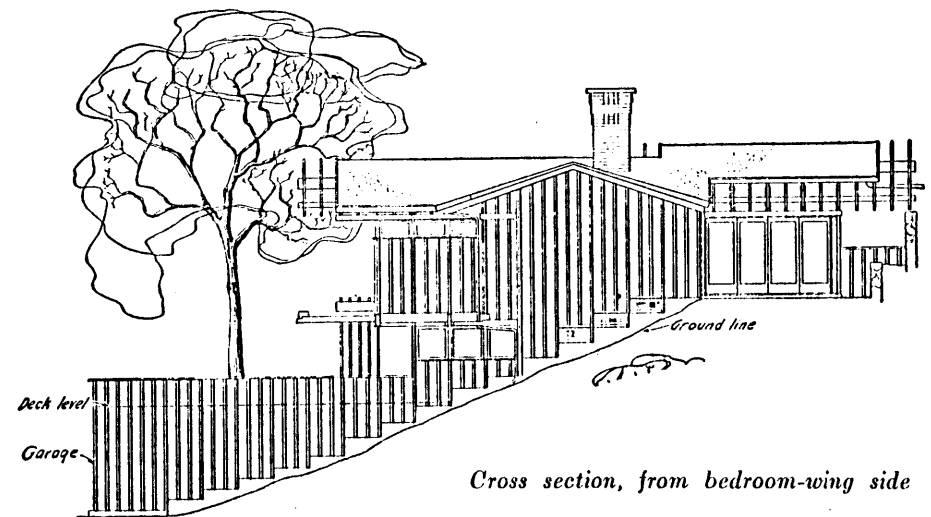 Ground line
Deck level
Garage
Cross section, from bedroom-wing side